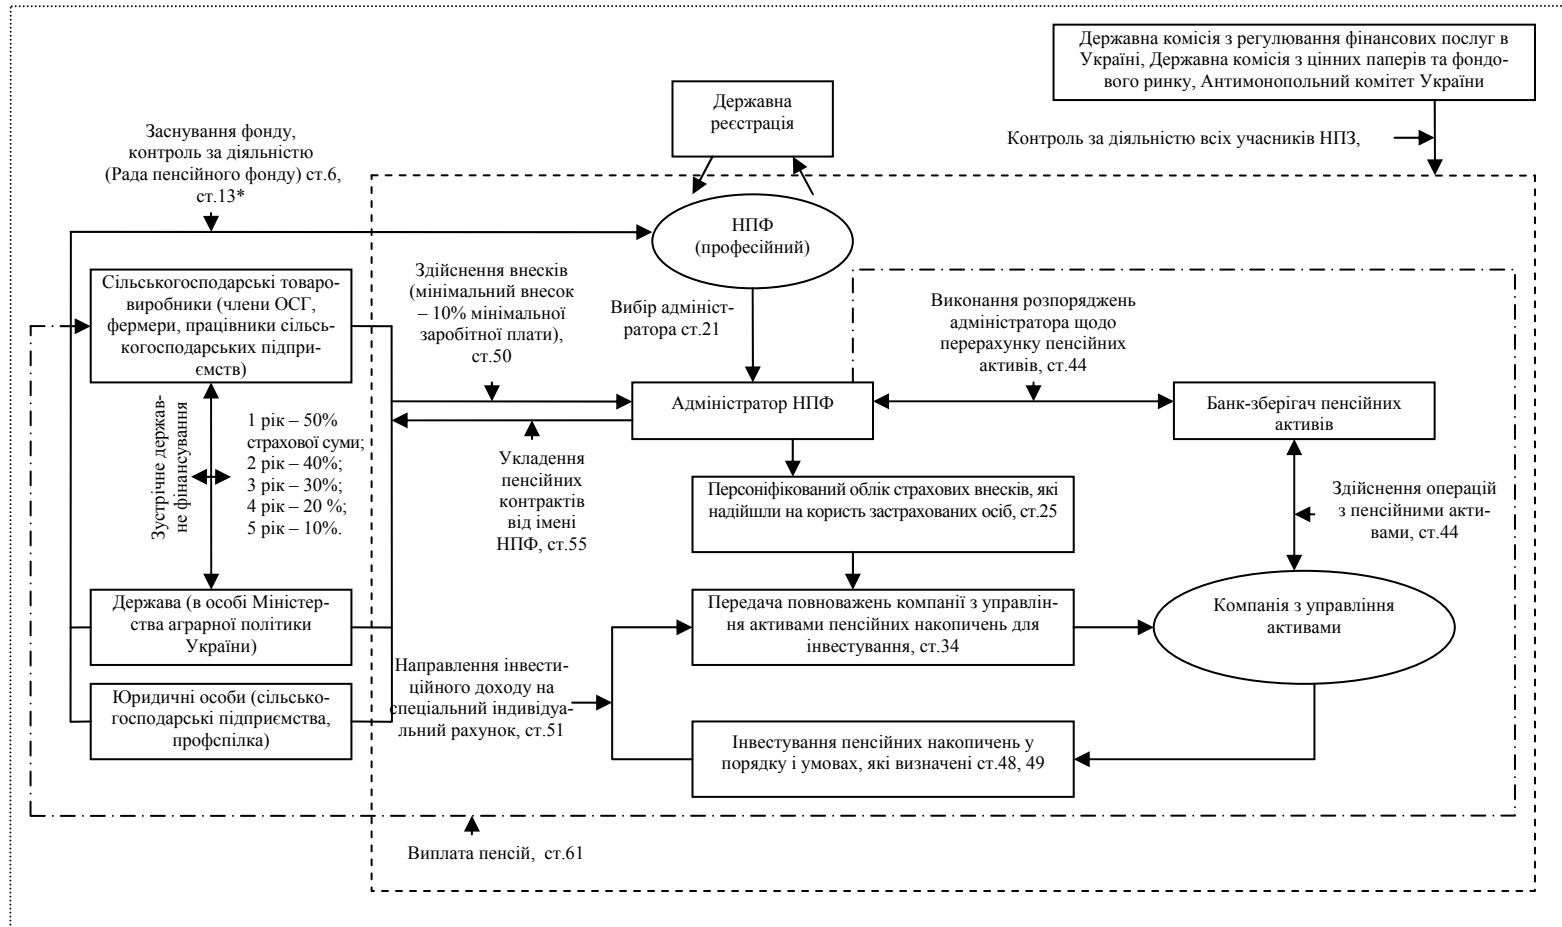 Державна комісія з регулювання фінансових послуг в
Україні, Державна комісія з цінних паперів та фондо-
вого ринку, Антимонопольний комітет України
Державна
реєстрація
Заснування фонду,
контроль за діяльністю
(Рада пенсійного фонду) ст.6,
ст.13*
Контроль за діяльністю всіх учасників НПЗ,
НПФ
(професійний)
Сільськогосподарські товаро-
виробники (члени ОСГ,
фермери, працівники сільсь-
когосподарських підпри-
ємств)
Здійснення внесків
(мінімальний внесок
– 10% мінімальної
заробітної плати),
ст.50
Вибір адмініст-
ратора ст.21
Виконання розпоряджень
адміністратора щодо
перерахунку пенсійних
активів, ст.44
Адміністратор НПФ
Банк-зберігач пенсійних
активів
Зустрічне держав-
не фінансування
1 рік – 50%
страхової суми;
2 рік – 40%;
3 рік – 30%;
4 рік – 20 %;
5 рік – 10%.
Укладення
пенсійних
контрактів
від імені
НПФ, ст.55
Персоніфікований облік страхових внесків, які
надійшли на користь застрахованих осіб, ст.25
Здійснення операцій
з пенсійними акти-
вами, ст.44
Держава (в особі Міністер-
ства аграрної політики
України)
Передача повноважень компанії з управлін-
ня активами пенсійних накопичень для
інвестування, ст.34
Компанія з управління
активами
Направлення інвести-
ційного доходу на
спеціальний індивіду-
альний рахунок, ст.51
Юридичні особи (сільсько-
господарські підприємства,
профспілка)
Інвестування пенсійних накопичень у
порядку і умовах, які визначені ст.48, 49
Виплата пенсій, ст.61